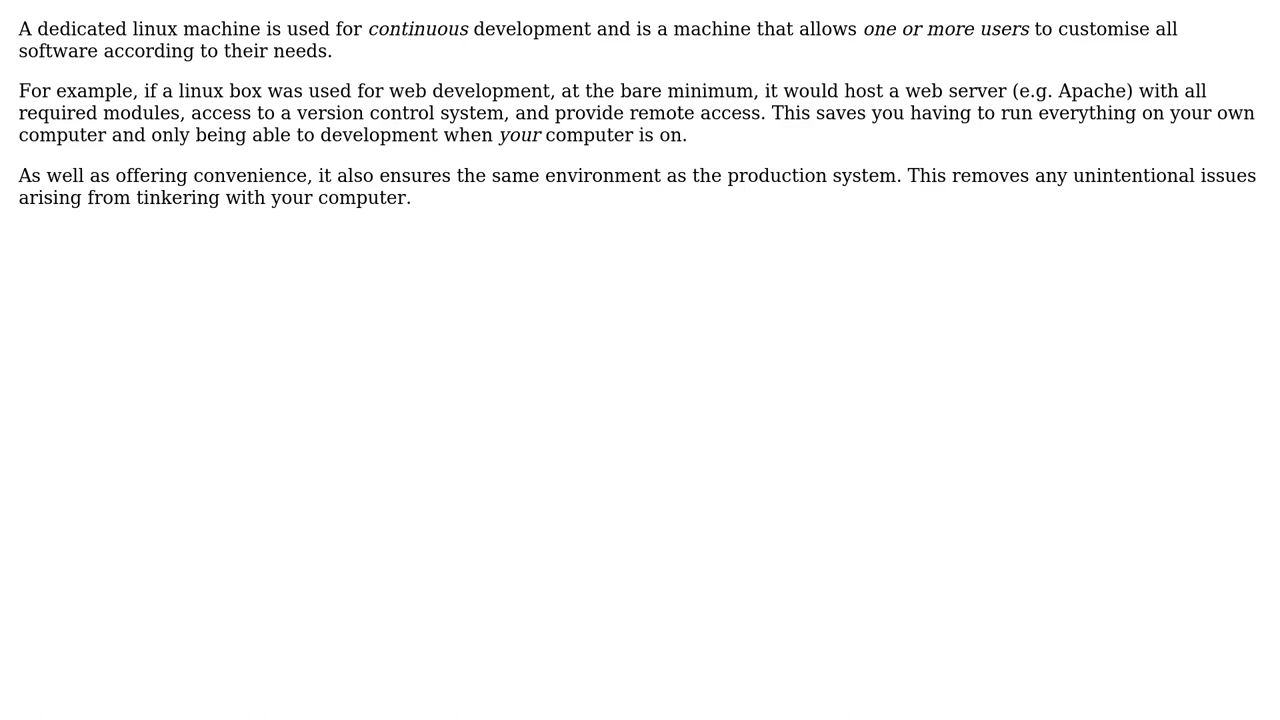 A dedicated linux machine is used for continuous development and is a machine that allows one or more users to customise all
software according to their needs.
For example, if a linux box was used for web development, at the bare minimum, it would host a web server (e.g. Apache) with all
required modules, access to a version control system, and provide remote access. This saves you having to run everything on your own
computer and only being able to development when your computer is on.
As well as offering convenience, it also ensures the same environment as the production system. This removes any unintentional issues
arising from tinkering with your computer.